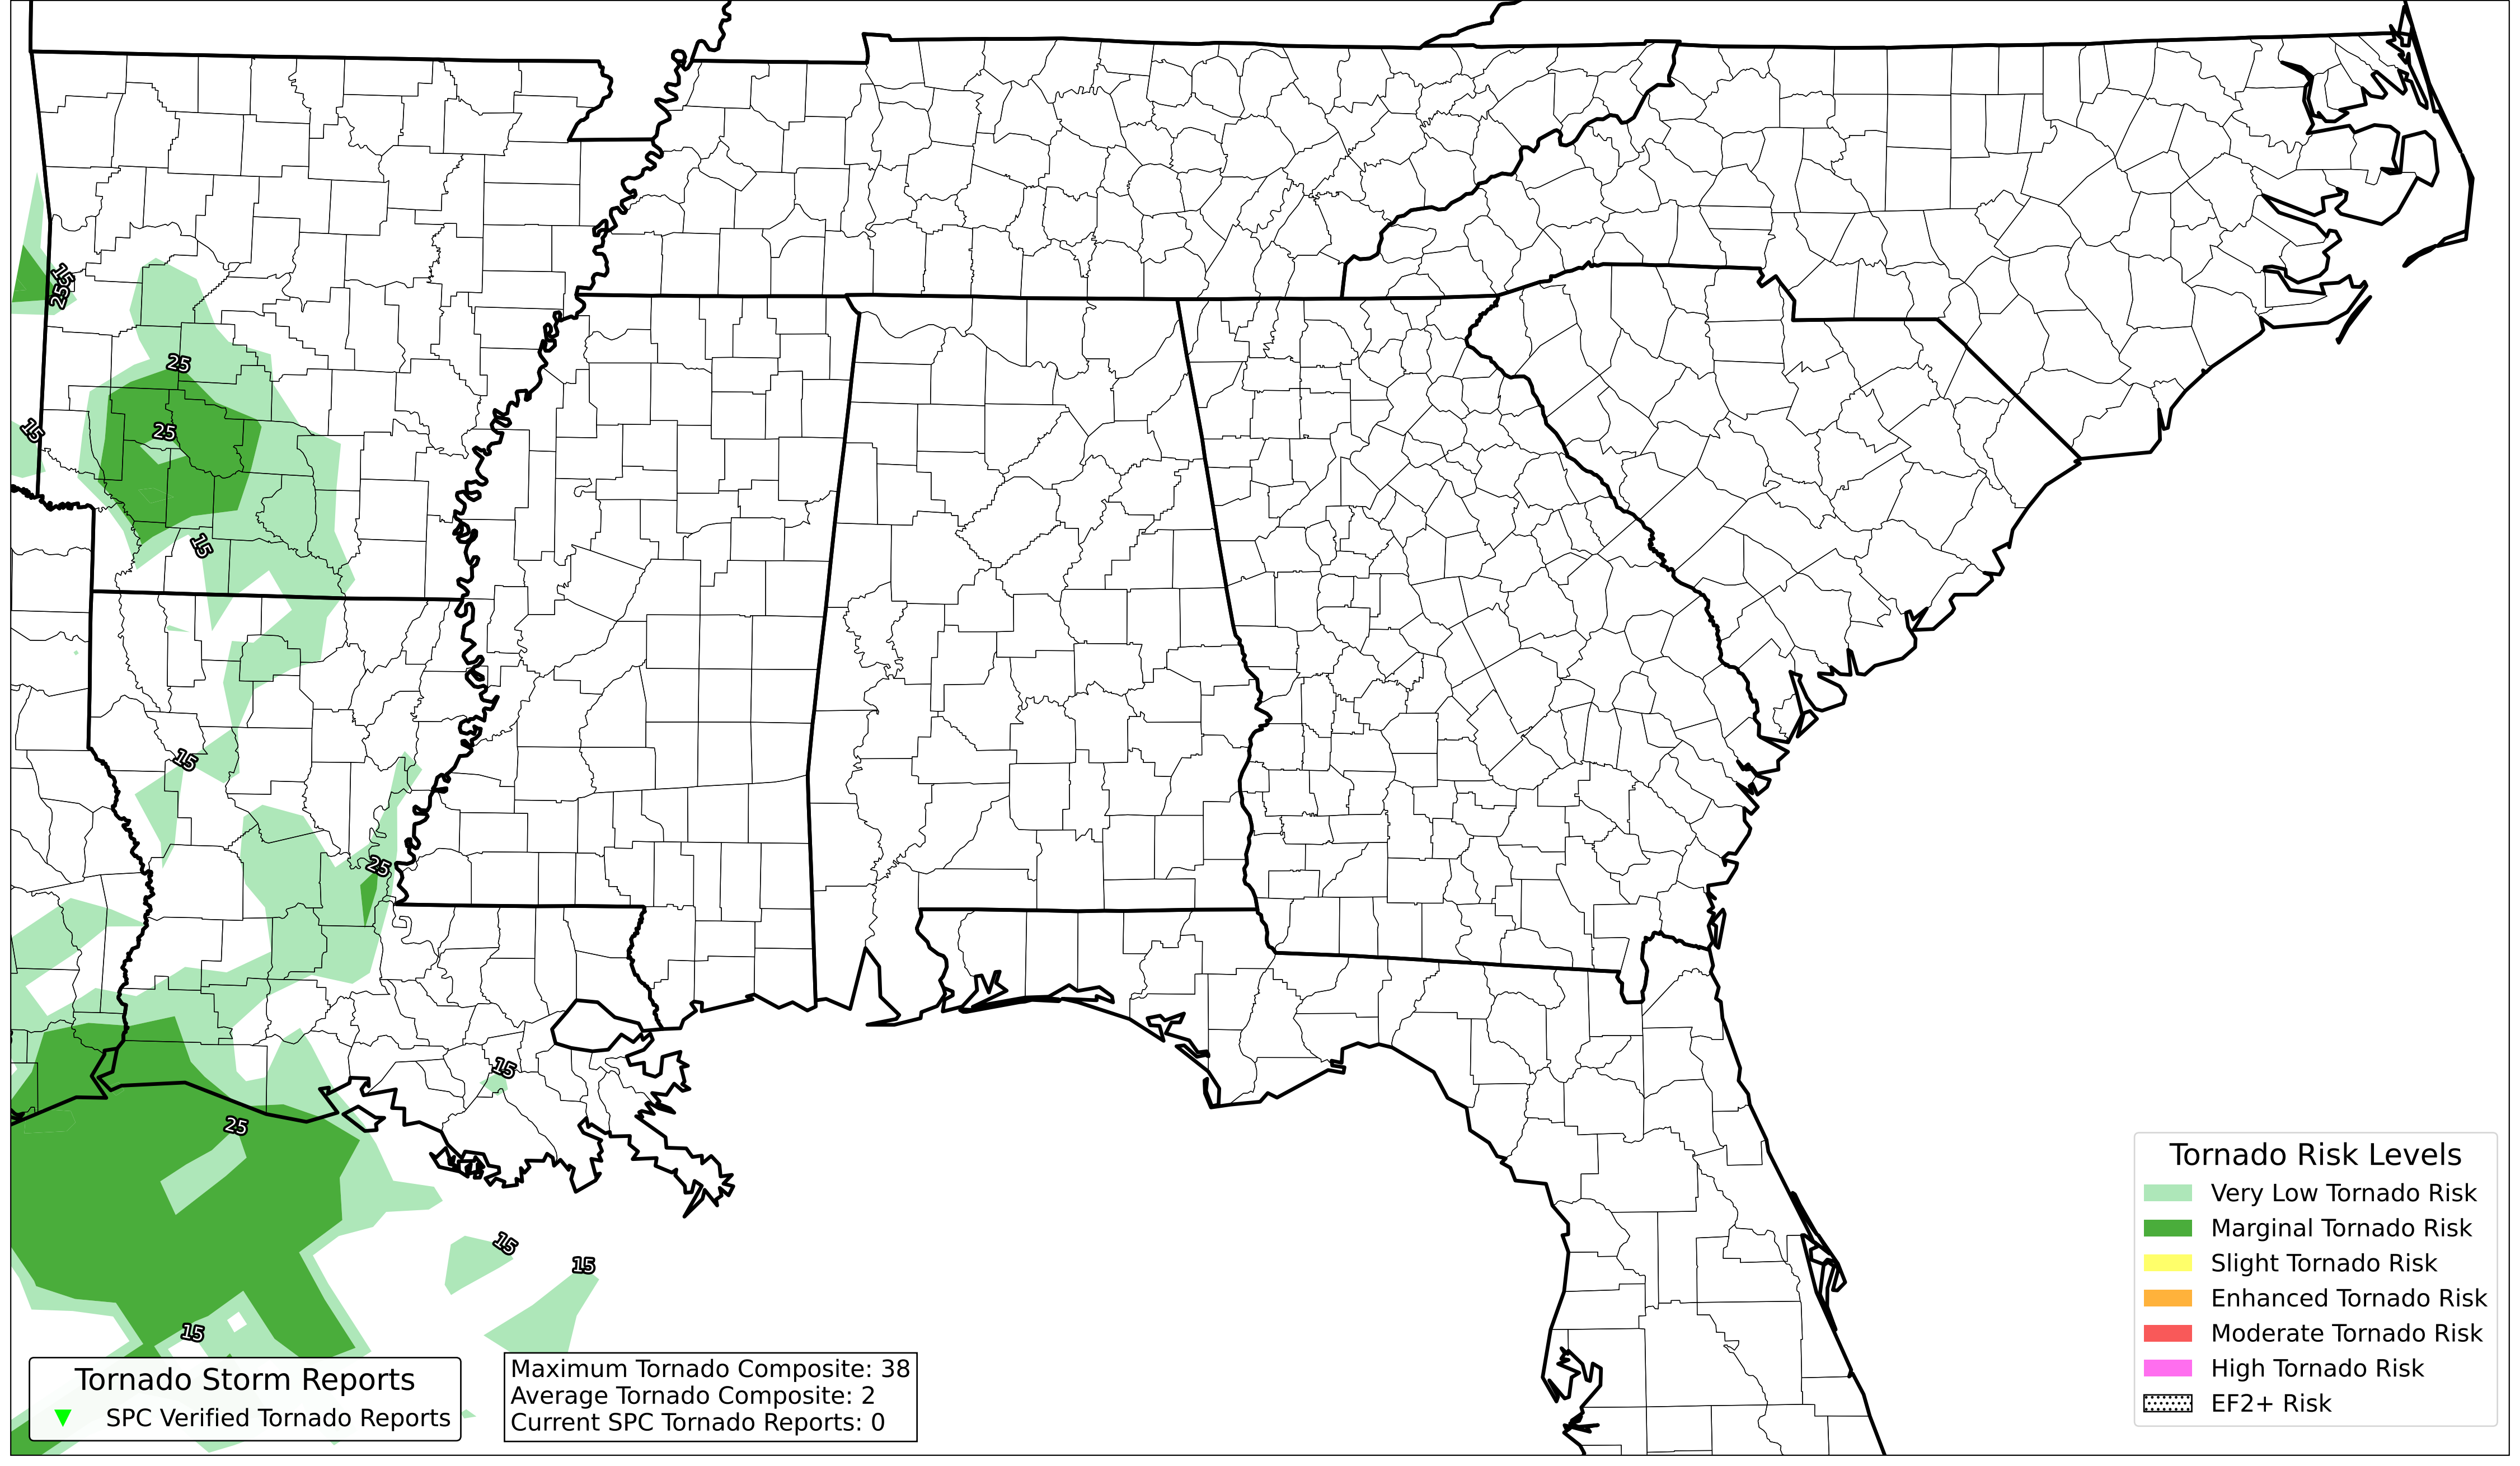 15
25
25
15
25
15
15
25
15
25
15
15
15
Tornado Storm Reports
SPC Verified Tornado Reports
Maximum Tornado Composite: 38
Average Tornado Composite: 2
Current SPC Tornado Reports: 0
Tornado Risk Levels
Very Low Tornado Risk
Marginal Tornado Risk
Slight Tornado Risk
Enhanced Tornado Risk
Moderate Tornado Risk
High Tornado Risk
EF2+ Risk